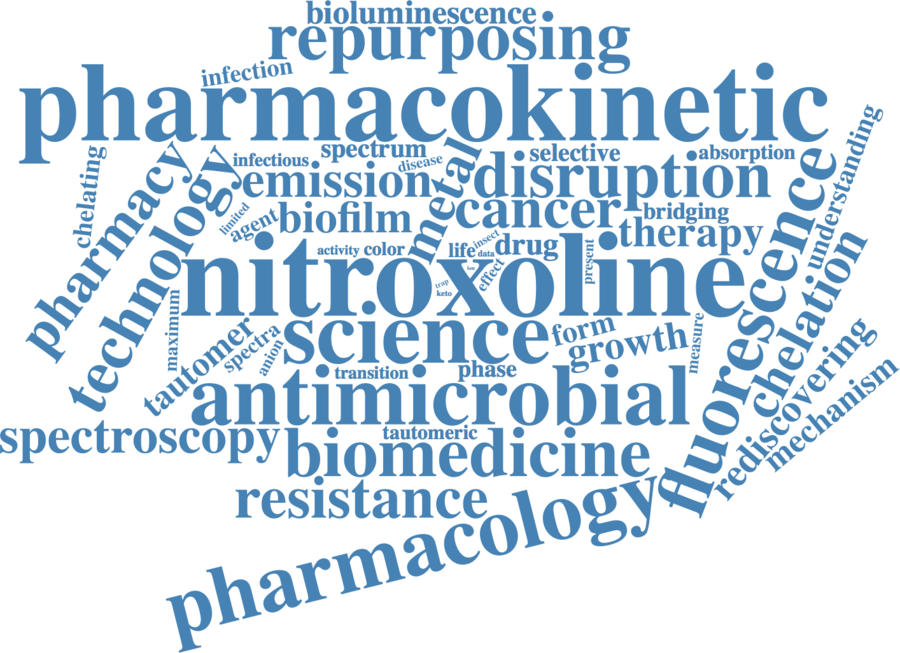 bioluminescence
repurposing
infection
pharmacokinetic
chelating
pharmacy
technology
infectious
spectrum
disease
metal
selective
absorption
understanding
emission
disruption
limited
agent
biofilm
cancer
bridging
therapy
fluorescence
activity
color
life
insect
data
drug
present
effect
trap
keto
nitroxoline
chelation
maximum
tautomer
spectra
anion
science
form
growth
measure
rediscovering
mechanism
transition
phase
antimicrobial
spectroscopy
tautomeric
biomedicine
resistance
pharmacology